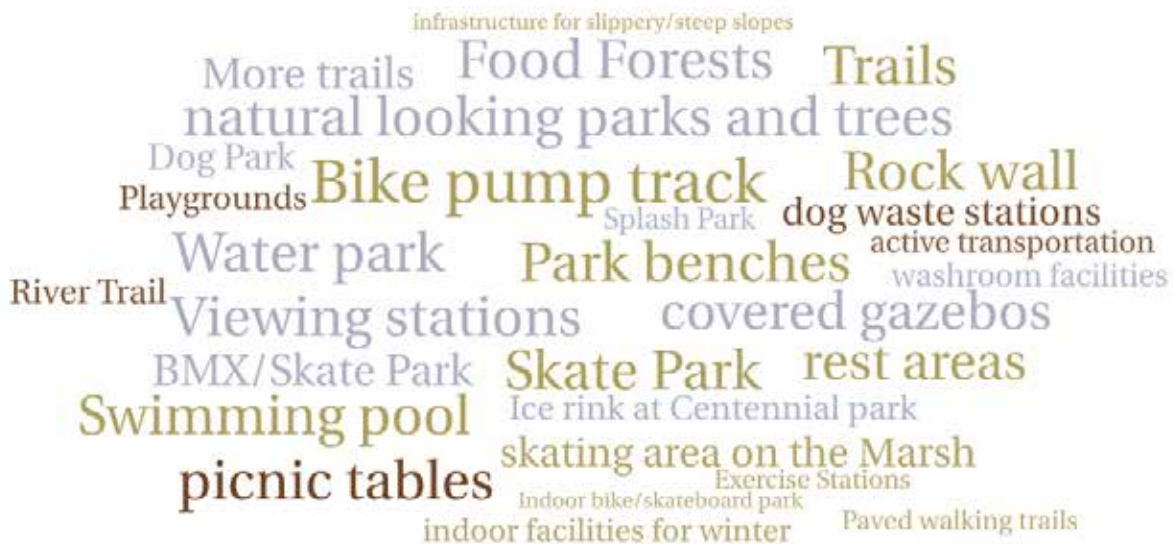 infrastructure for slippery/steep slopes
More trails
Food Forests
Trails
natural looking parks and trees
Dog Park
Playgrounds
Bike pump track
Rock wall
Splash Park
dog waste stations
Water park
Park benches
active transportation
washroom facilities
River Trail
Viewing stations
covered gazebos
BMX/Skate Park
Skate Park
rest areas
Swimming pool
Ice rink at Centennial park
skating area on the Marsh
picnic tables
Exercise Stations
Indoor bike/skateboard park
indoor facilities for winter
Paved walking trails